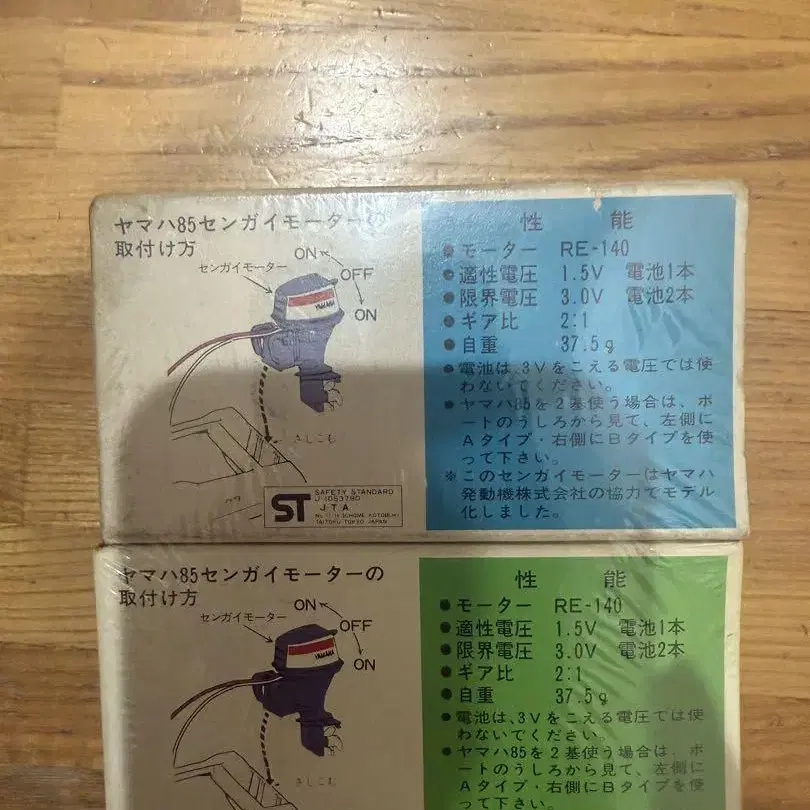 ヤマハ85センガイモーターの
取付け方
センガイモーター
ON
OFF
ON
YAMAHA
さしこむ
ST
SAFETY STANDARD
J.T.A.
TAITOKU TOKYO JAPAN
性 能
●モーター RE-140
●適性電圧 1.5V 電池1本
●限界電圧 3.0V 電池2本
●ギア比 2:1
●自重 37.5g
●電池は、3Vをこえる電圧では使
わないでください。
●ヤマハ85を2基使う場合は、ボ
ートのうしろから見て、左側に
Aタイプ・右側にBタイプを使
って下さい。
※このセンガイモーターはヤマハ
発動機株式会社の協力でモデル
化しました。
ヤマハ85センガイモーターの
取付け方
センガイモーター
ON
OFF
ON
YAMAHA
さしこむ
性 能
●モーター RE-140
●適性電圧 1.5V 電池1本
●限界電圧 3.0V 電池2本
●ギア比 2:1
●自重 37.5g
●電池は、3Vをこえる電圧では使
わないでください。
●ヤマハ85を2基使う場合は、ボ
ートのうしろから見て、左側に
Aタイプ・右側にBタイプを使
って下さい。